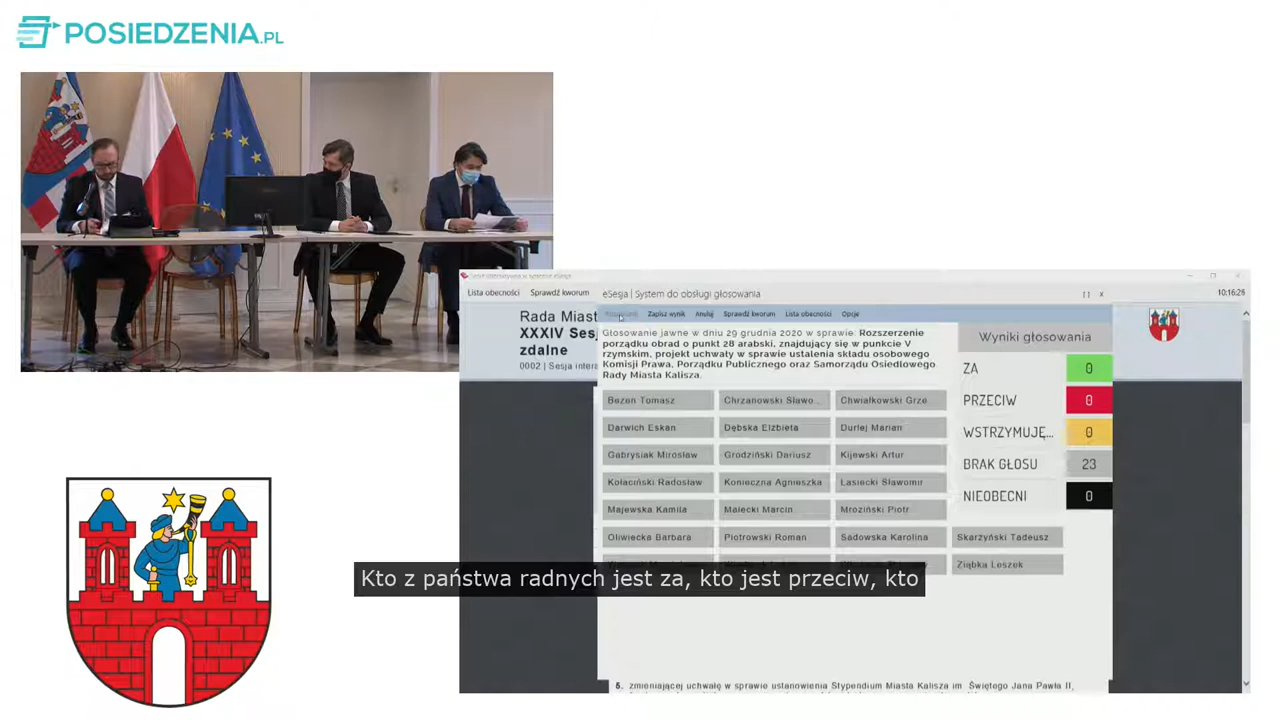 POSIEDZENIA.PL
Sesja interaktywna w systemie eSesja
Lista obecności Sprawdź kworum eSesja | System do obsługi głosowania 10:16:26
Zapisz wynik Anuluj Sprawdź kworum Lista obecności Opcje
Rada Miast
XXXIV Ses
zdalne
0002 | Sesja intera
Głosowanie jawne w dniu 29 grudnia 2020 w sprawie: Rozszerzenie
porządku obrad o punkt 28 arabski, znajdujący się w punkcie V
rzymskim, projekt uchwały w sprawie ustalenia składu osobowego
Komisji Prawa, Porządku Publicznego oraz Samorządu Osiedlowego
Rady Miasta Kalisza.
Wyniki głosowania
ZA 0
PRZECIW 0
WSTRZYMUJĘ... 0
BRAK GŁOSU 23
NIEOBECNI 0
Bezen Tomasz Chrzanowski Sławo... Chwiałkowski Grze
Darwich Eskan Dębska Elżbieta Durlej Marian
Gabrysiak Mirosław Grodziński Dariusz Kijewski Artur
Kołaciński Radosław Konieczna Agnieszka Lasiecki Sławomir
Majewska Kamila Małecki Marcin Mroziński Piotr
Oliwiecka Barbara Piotrowski Roman Sadowska Karolina Skarżyński Tadeusz
Ziąbka Leszek
Kto z państwa radnych jest za, kto jest przeciw, kto
5. zmieniającej uchwałę w sprawie ustanowienia Stypendium Miasta Kalisza im Świętego Jana Pawła II,